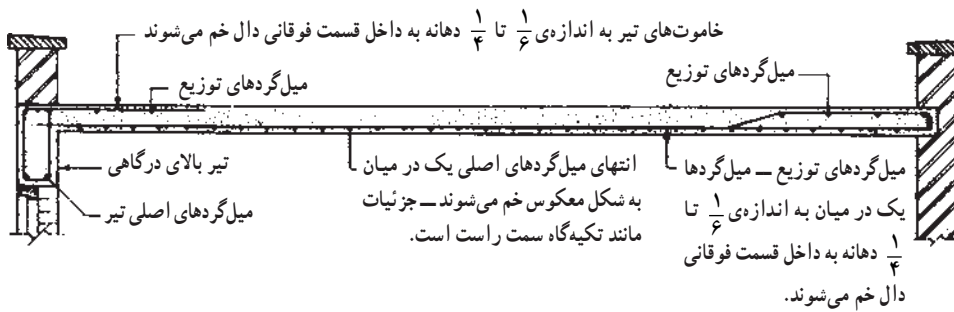 خاموت‌های تیر به اندازه‌ی ۱/۶ تا ۱/۴ دهانه به داخل قسمت فوقانی دال خم می‌شوند
میل‌گردهای توزیع
میل‌گردهای توزیع
میل‌گردهای توزیع ــ میل‌گردها
یک در میان به اندازه‌ی ۱/۶ تا
۱/۴ دهانه به داخل قسمت فوقانی
دال خم می‌شوند.
انتهای میل‌گردهای اصلی یک در میان
به شکل معکوس خم می‌شوند ــ جزئیات
مانند تکیه‌گاه سمت راست است.
تیر بالای درگاهی
میل‌گردهای اصلی تیر